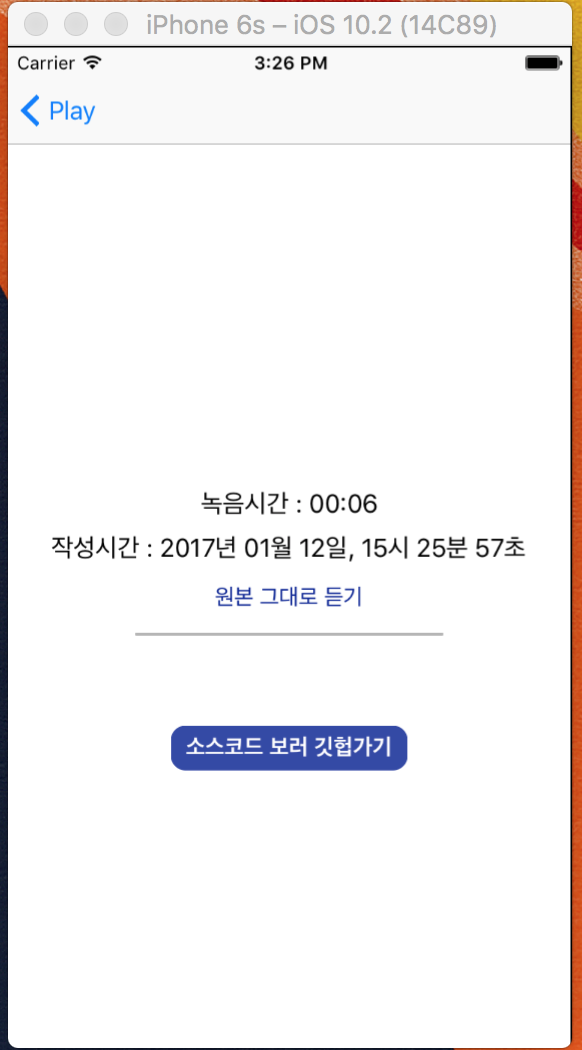 iPhone 6s – iOS 10.2 (14C89)
Carrier 3:26 PM
Play
녹음시간 : 00:06
작성시간 : 2017년 01월 12일, 15시 25분 57초
원본 그대로 듣기
소스코드 보러 깃헙가기